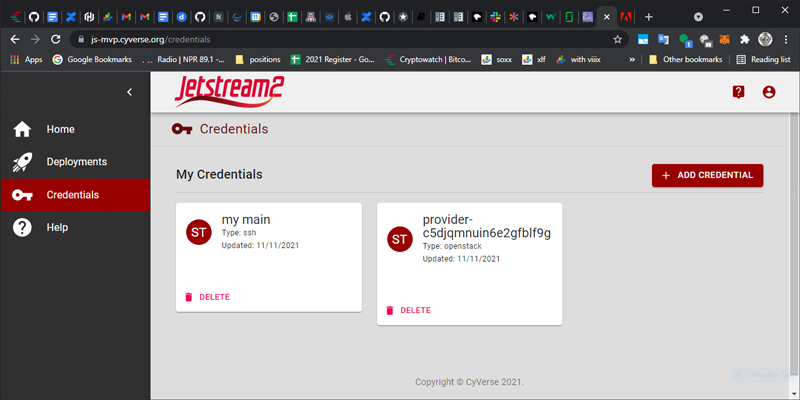 js-mvp.cyverse.org/credentials
Apps
Google Bookmarks
Radio | NPR 89.1 -...
positions
2021 Register - Go...
Cryptowatch | Bitco...
soxx
xlf
with viiix
»
Other bookmarks
Reading list
Jetstream2
Home
Deployments
Credentials
Help
Credentials
My Credentials
+ ADD CREDENTIAL
ST
my main
Type: ssh
Updated: 11/11/2021
DELETE
ST
provider-
c5djqmnuin6e2gfblf9g
Type: openstack
Updated: 11/11/2021
DELETE
Copyright © CyVerse 2021.